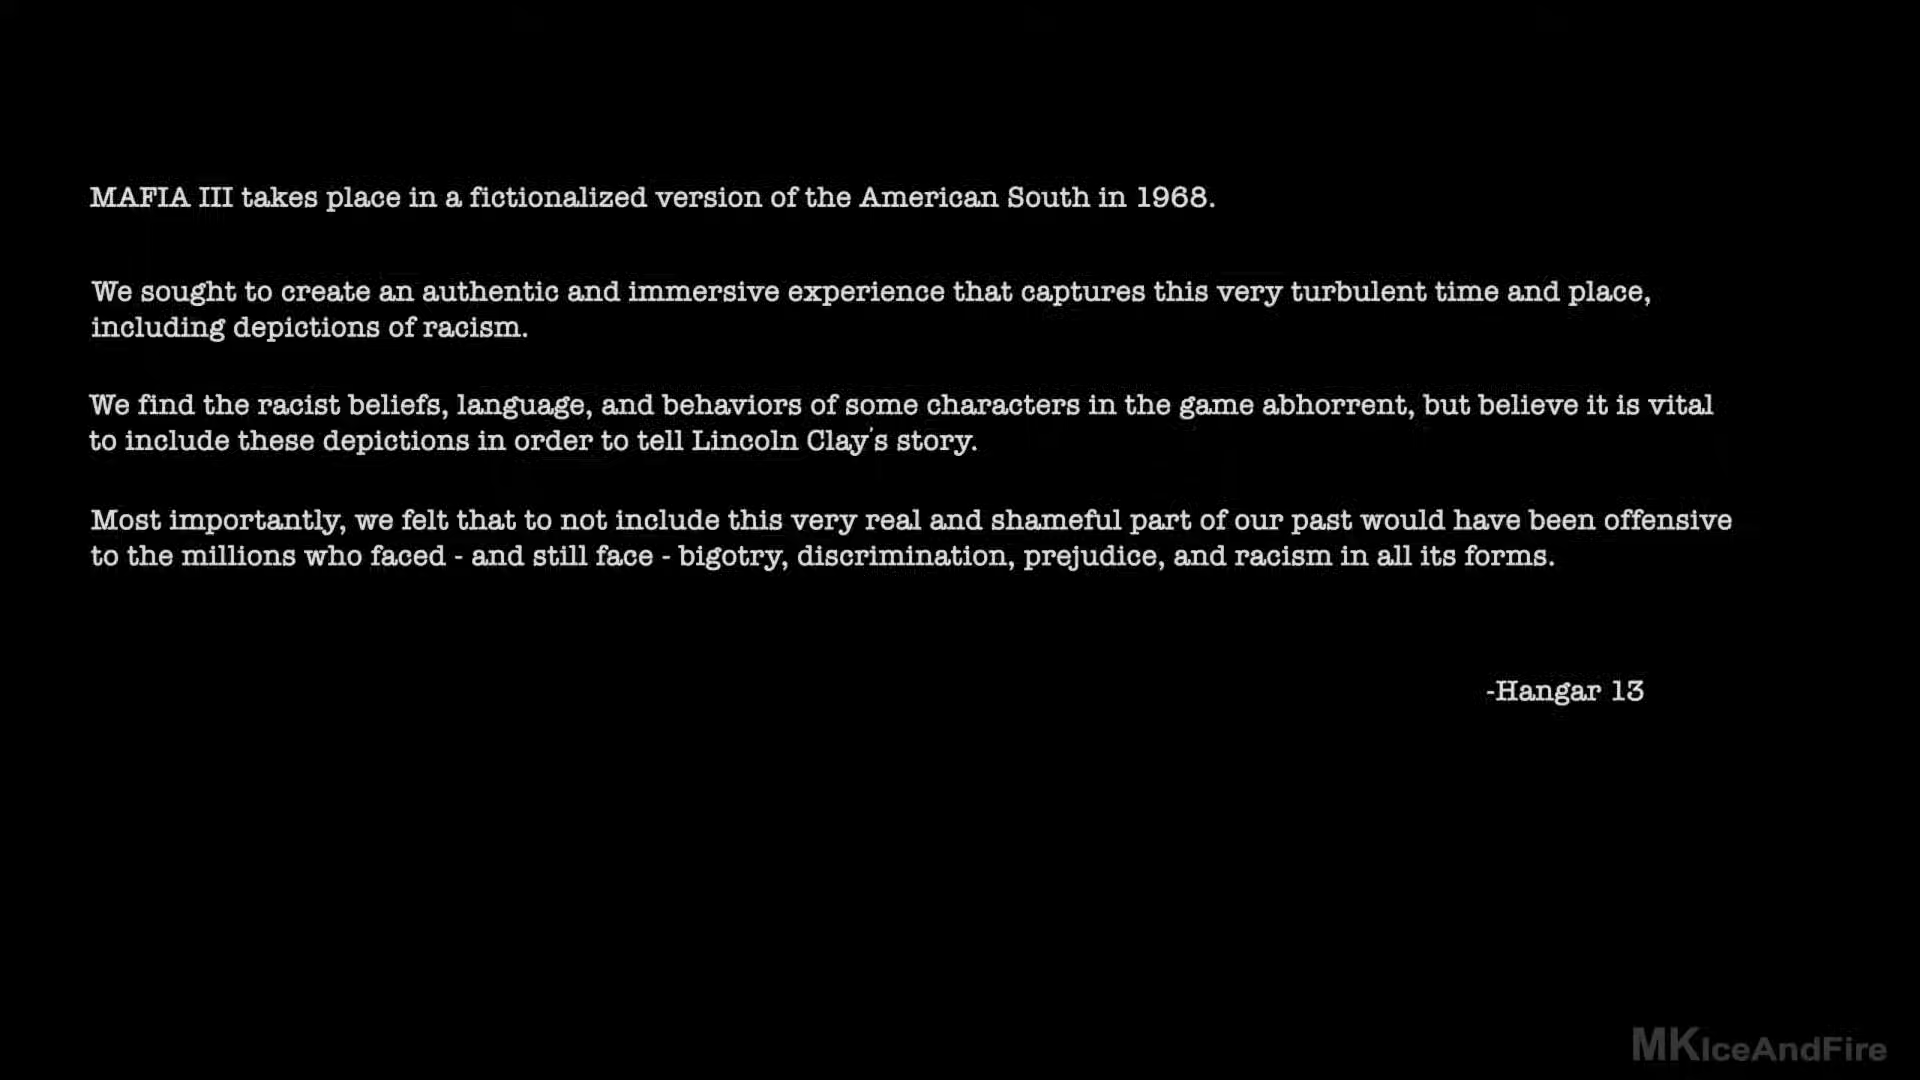 MAFIA III takes place in a fictionalized version of the American South in 1968.
We sought to create an authentic and immersive experience that captures this very turbulent time and place,
including depictions of racism.
We find the racist beliefs, language, and behaviors of some characters in the game abhorrent, but believe it is vital
to include these depictions in order to tell Lincoln Clay's story.
Most importantly, we felt that to not include this very real and shameful part of our past would have been offensive
to the millions who faced - and still face - bigotry, discrimination, prejudice, and racism in all its forms.
-Hangar 13
MKIceAndFire